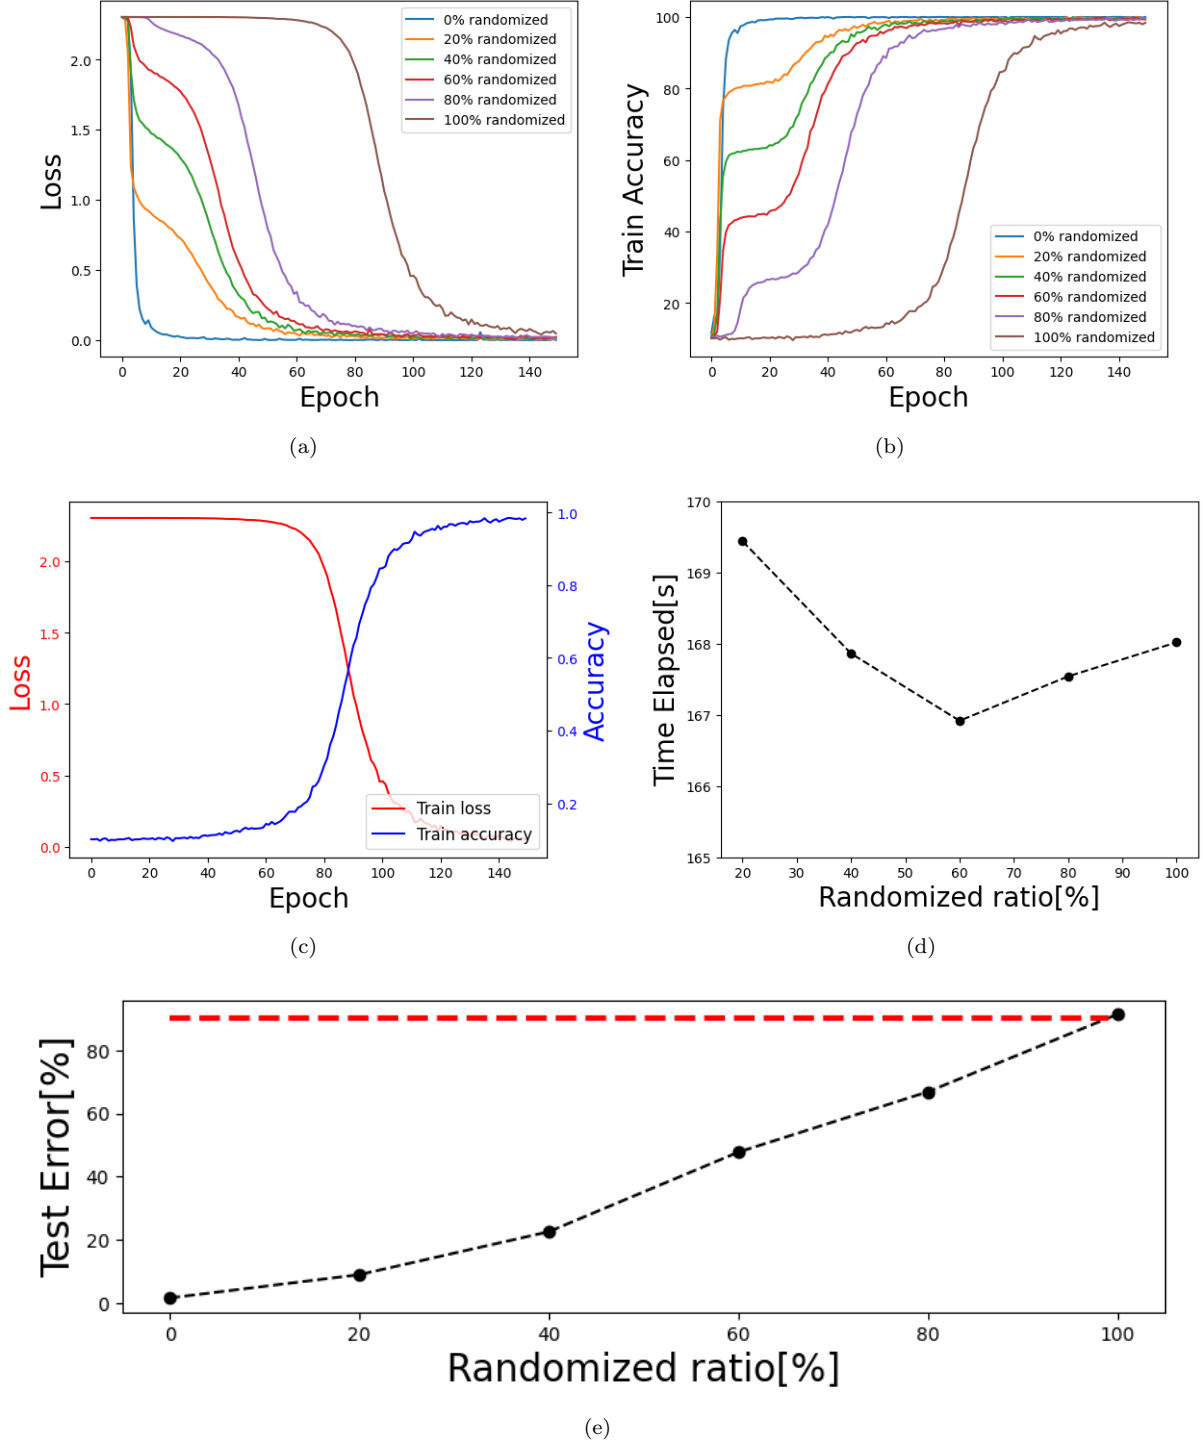 0% randomized
20% randomized
40% randomized
60% randomized
80% randomized
100% randomized
2.0
1.5
1.0
0.5
0.0
Loss
0 20 40 60 80 100 120 140
Epoch
(a)
100
80
60
40
20
Train Accuracy
0% randomized
20% randomized
40% randomized
60% randomized
80% randomized
100% randomized
0 20 40 60 80 100 120 140
Epoch
(b)
2.0
1.5
1.0
0.5
0.0
Loss
1.0
0.8
0.6
0.4
0.2
Accuracy
Train loss
Train accuracy
0 20 40 60 80 100 120 140
Epoch
(c)
170
169
168
167
166
165
Time Elapsed[s]
20 30 40 50 60 70 80 90 100
Randomized ratio[%]
(d)
80
60
40
20
0
Test Error[%]
0 20 40 60 80 100
Randomized ratio[%]
(e)